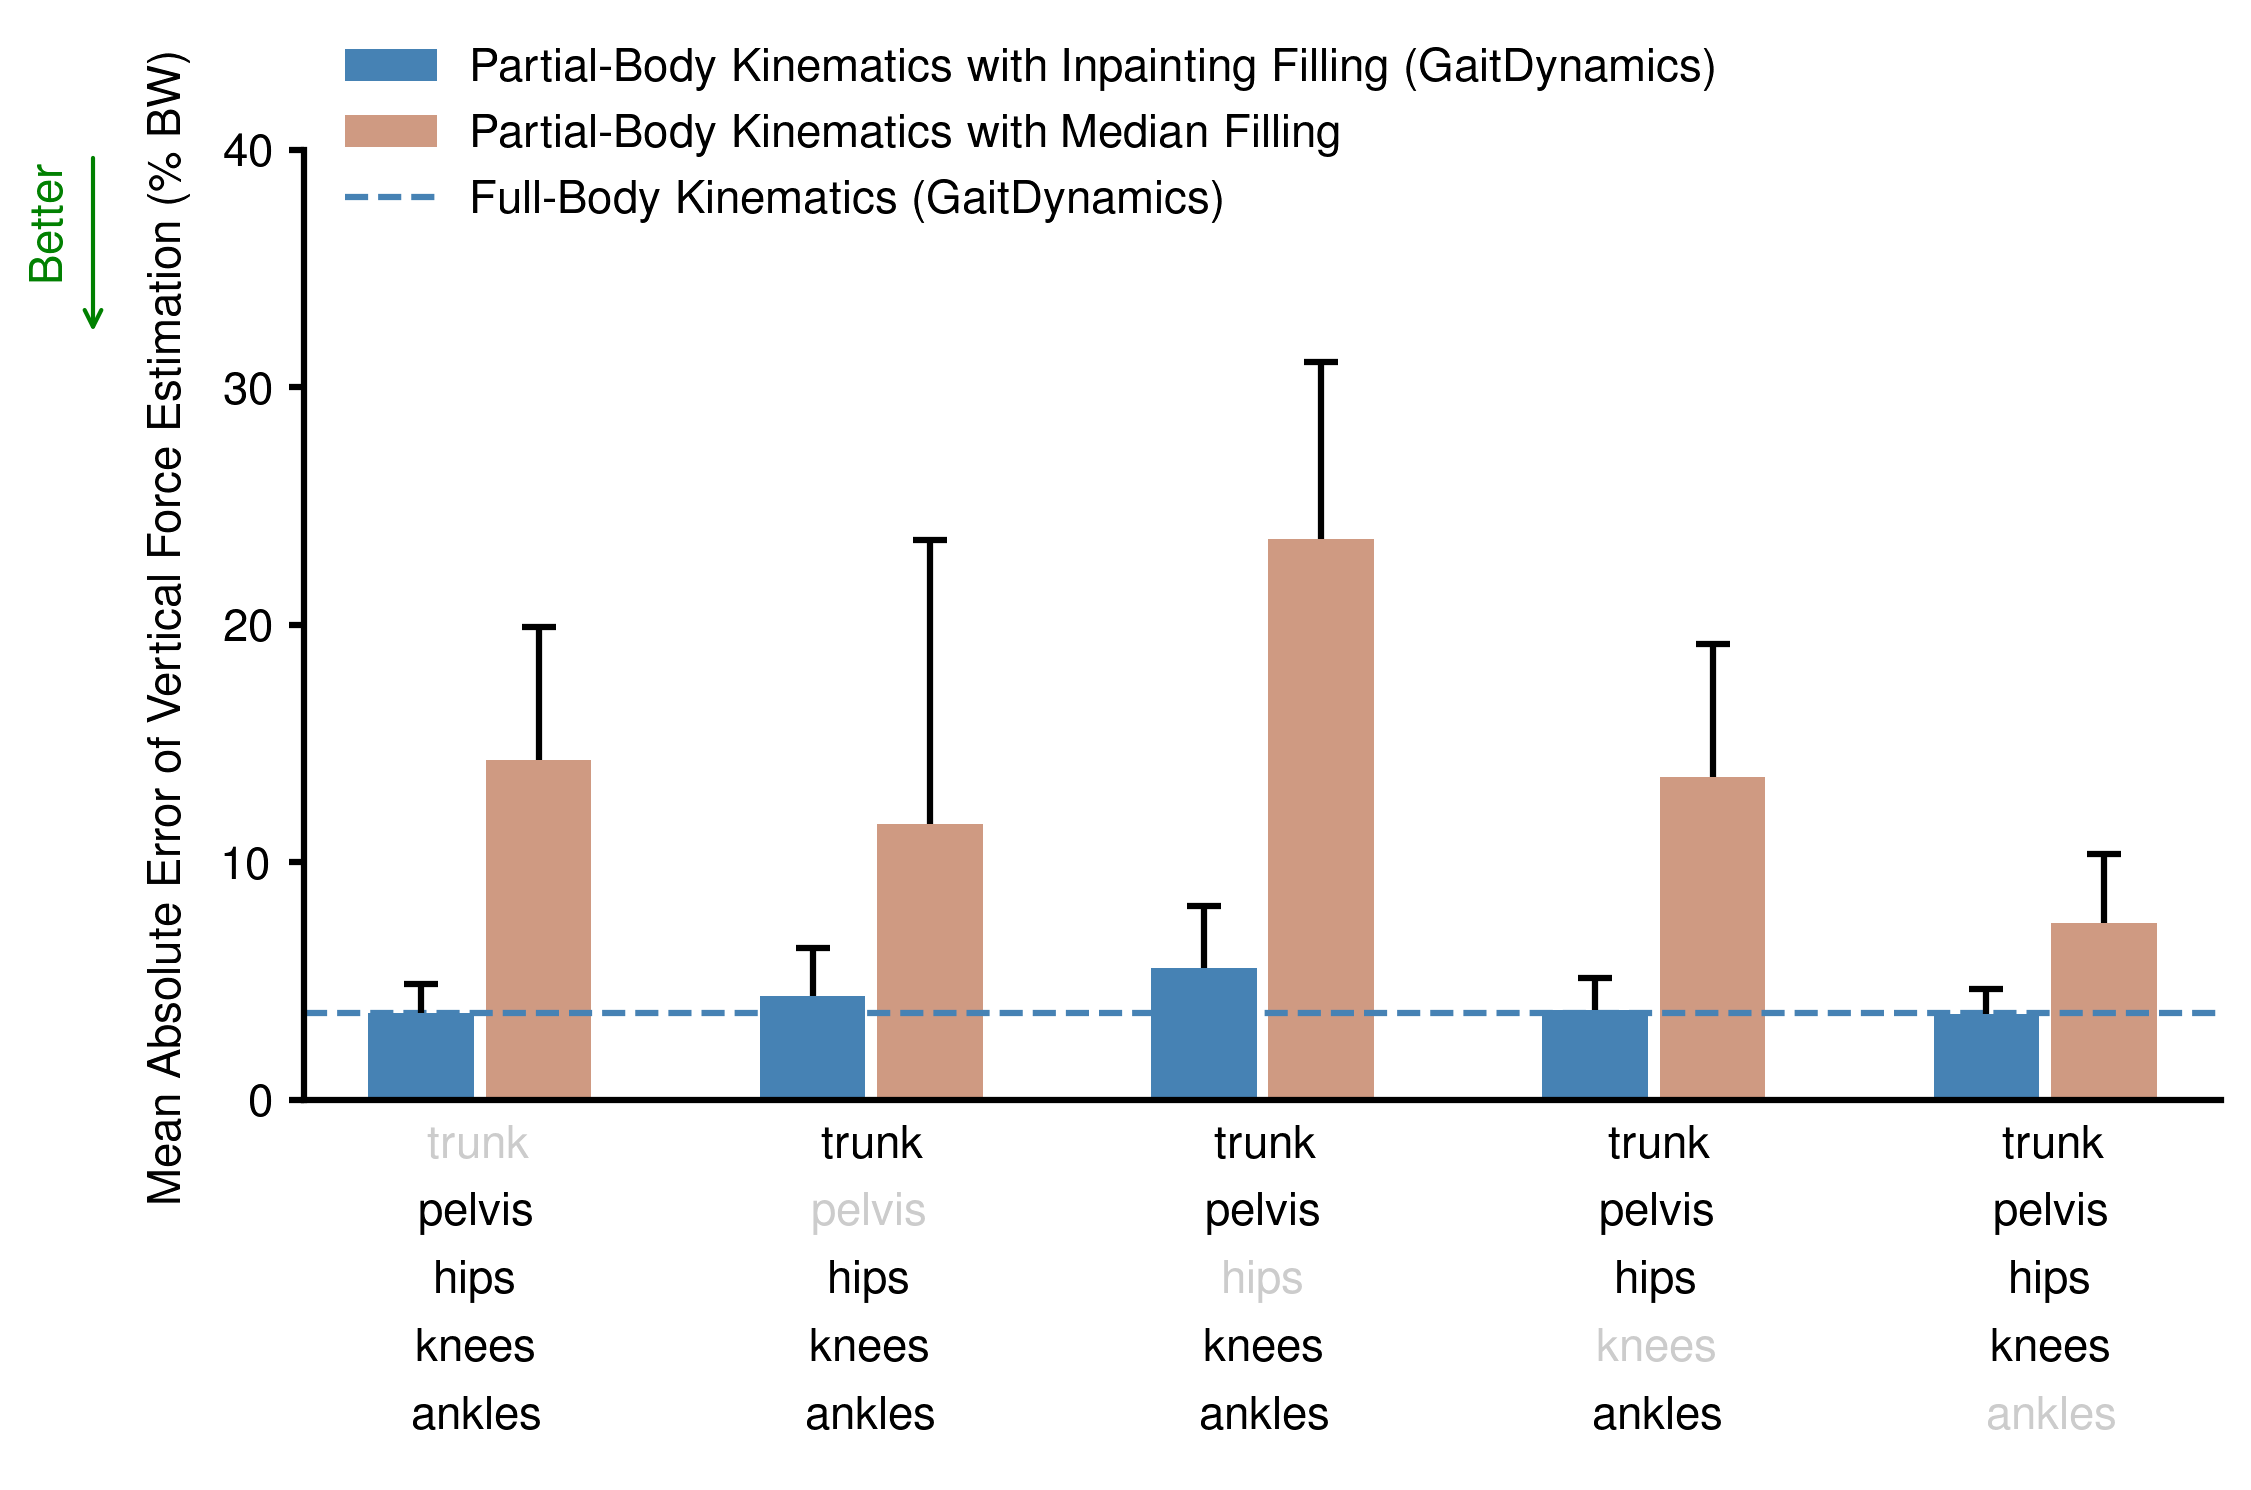 Partial-Body Kinematics with Inpainting Filling (GaitDynamics)
Partial-Body Kinematics with Median Filling
Full-Body Kinematics (GaitDynamics)
Better
Mean Absolute Error of Vertical Force Estimation (% BW)
40
30
20
10
0
trunk trunk trunk trunk trunk
pelvis pelvis pelvis pelvis pelvis
hips hips hips hips hips
knees knees knees knees knees
ankles ankles ankles ankles ankles